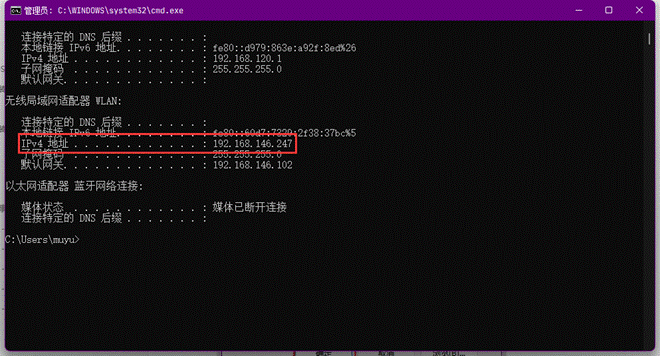 管理员: C:\WINDOWS\system32\cmd.exe
连接特定的 DNS 后缀 . . . . . . . :
本地链接 IPv6 地址. . . . . . . . : fe80::d979:863e:a92f:8ed%26
IPv4 地址 . . . . . . . . . . . . : 192.168.120.1
子网掩码 . . . . . . . . . . . . : 255.255.255.0
默认网关. . . . . . . . . . . . . :
无线局域网适配器 WLAN:
连接特定的 DNS 后缀 . . . . . . . :
本地链接 IPv6 地址. . . . . . . . : fe80::60d7:7829:2f38:37bc%5
IPv4 地址 . . . . . . . . . . . . : 192.168.146.247
子网掩码 . . . . . . . . . . . . : 255.255.255.0
默认网关. . . . . . . . . . . . . : 192.168.146.102
以太网适配器 蓝牙网络连接:
媒体状态 . . . . . . . . . . . . : 媒体已断开连接
连接特定的 DNS 后缀 . . . . . . . :
C:\Users\muyu>